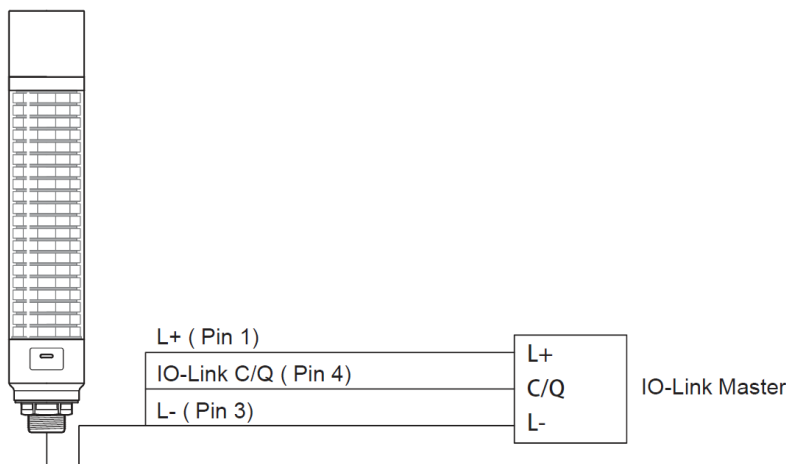 L+ ( Pin 1)
L+
IO-Link C/Q ( Pin 4)
C/Q
IO-Link Master
L- ( Pin 3)
L-